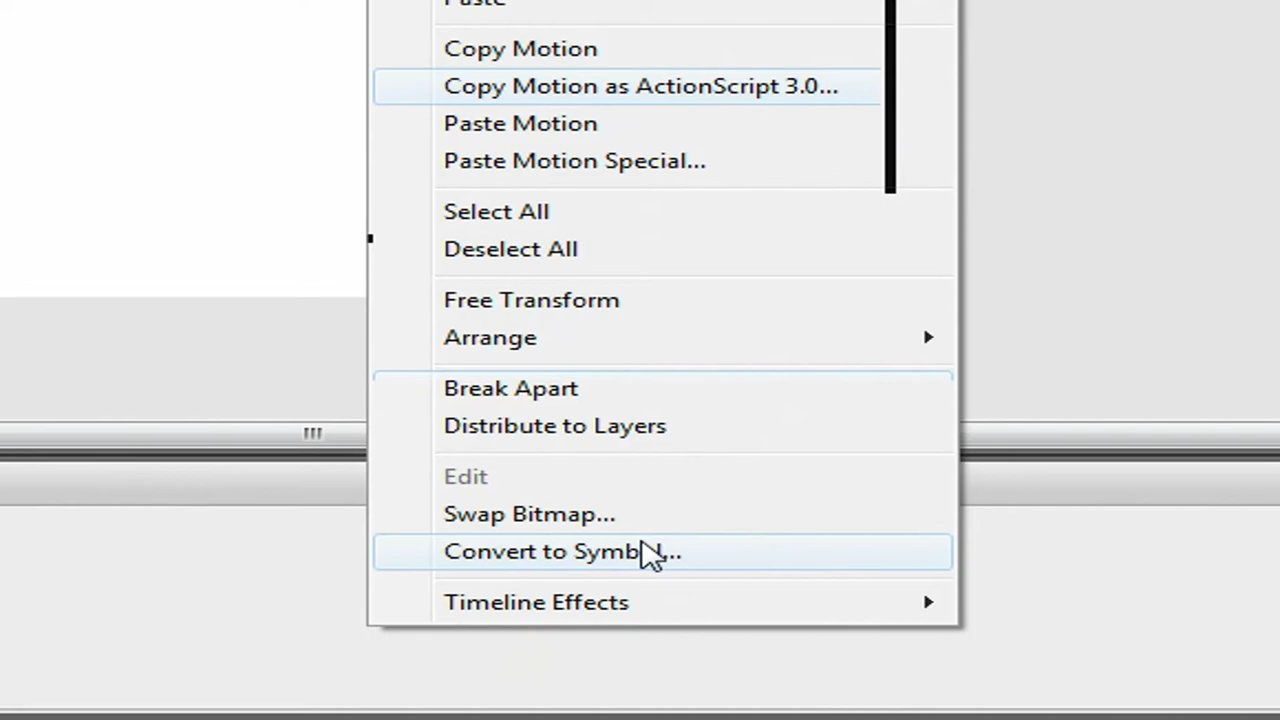 Paste
Copy Motion
Copy Motion as ActionScript 3.0...
Paste Motion
Paste Motion Special...
Select All
Deselect All
Free Transform
Arrange
Break Apart
Distribute to Layers
Edit
Swap Bitmap...
Convert to Symbol...
Timeline Effects